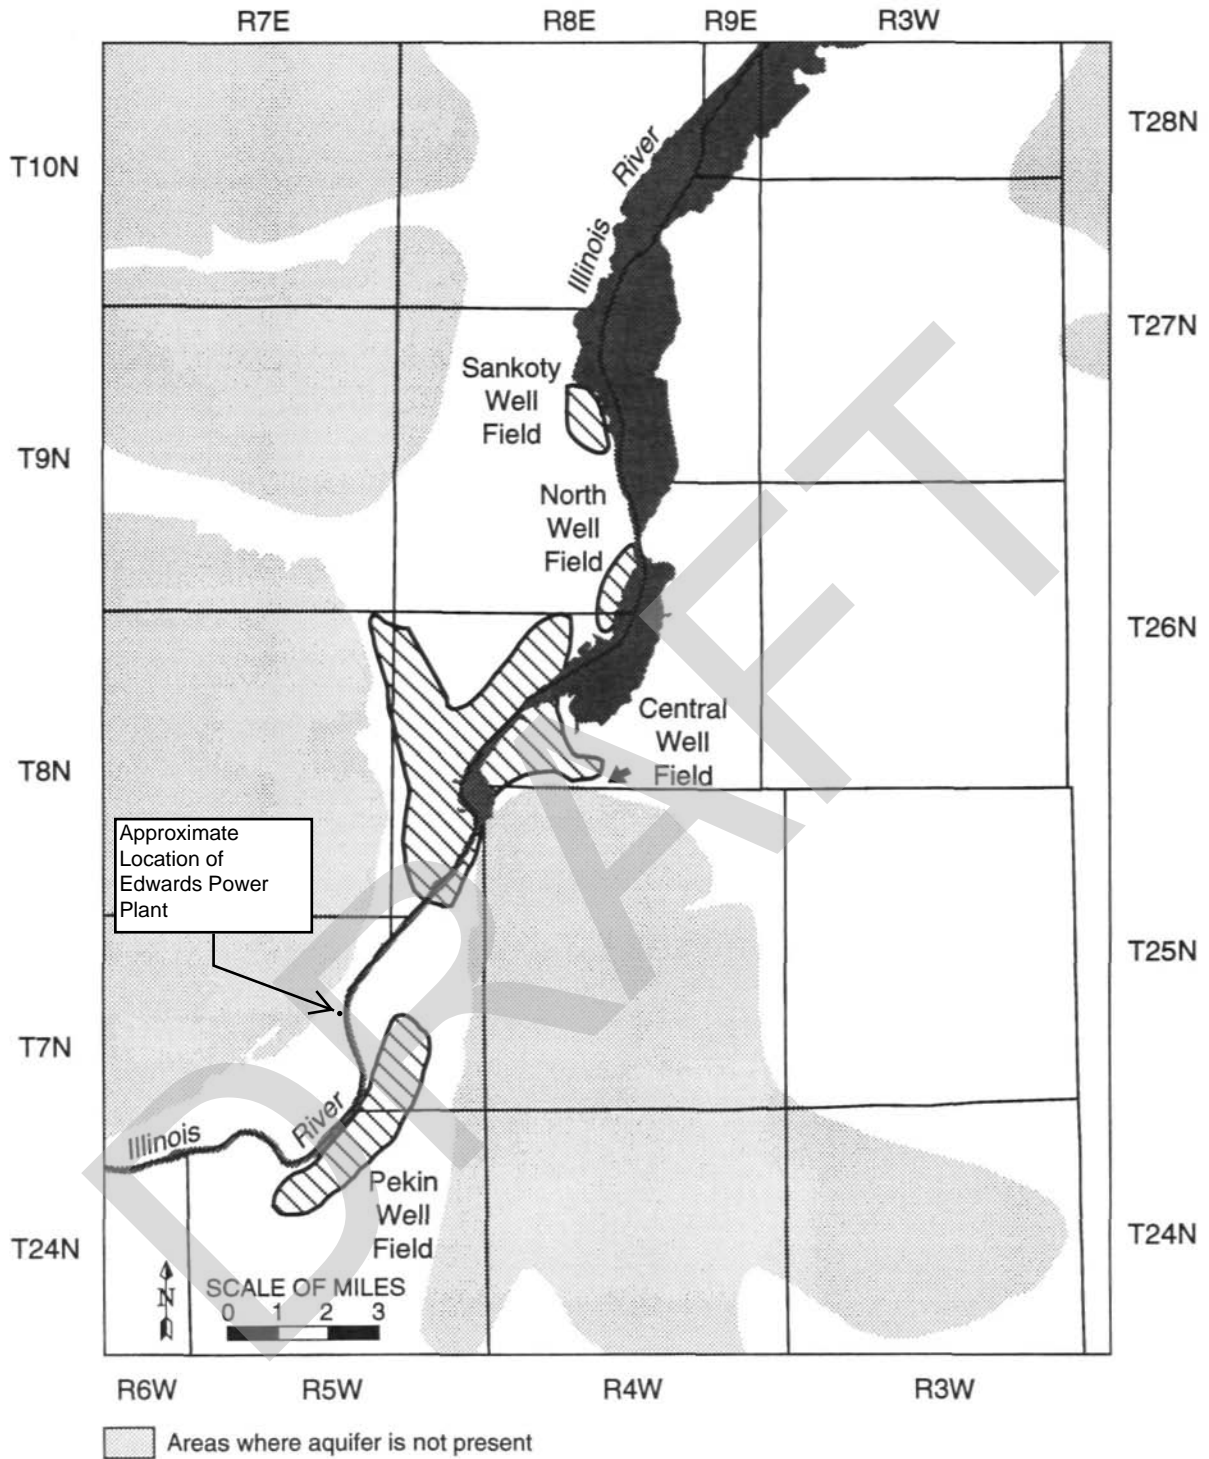 R7E R8E R9E R3W
T28N
T10N
Illinois River
T27N
Sankoty
Well
Field
T9N
North
Well
Field
T26N
Central
Well
Field
T8N
Approximate
Location of
Edwards Power
Plant
T25N
T7N
Illinois River
Pekin
Well
Field
T24N T24N
N
SCALE OF MILES
0 1 2 3
R6W R5W R4W R3W
Areas where aquifer is not present
DRAFT